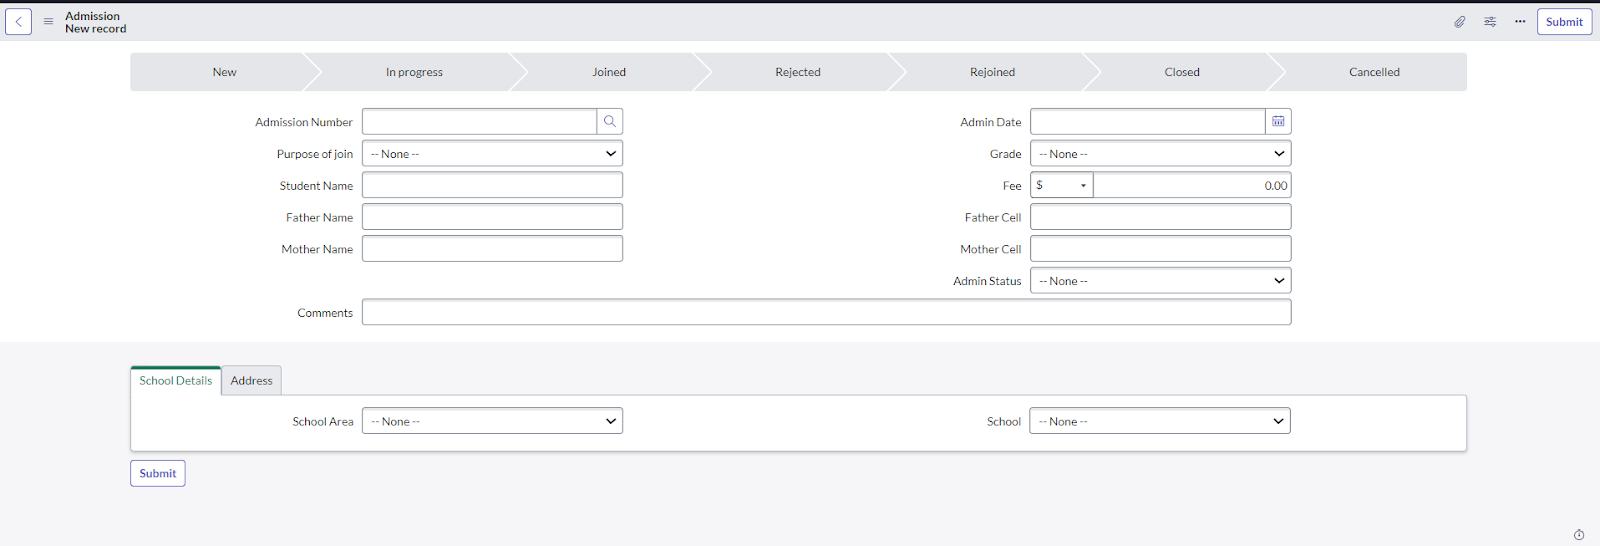 Admission
New record
Submit
New In progress Joined Rejected Rejoined Closed Cancelled
Admission Number Admin Date
Purpose of join -- None -- Grade -- None --
Student Name Fee $ 0.00
Father Name Father Cell
Mother Name Mother Cell
Admin Status -- None --
Comments
School Details Address
School Area -- None -- School -- None --
Submit